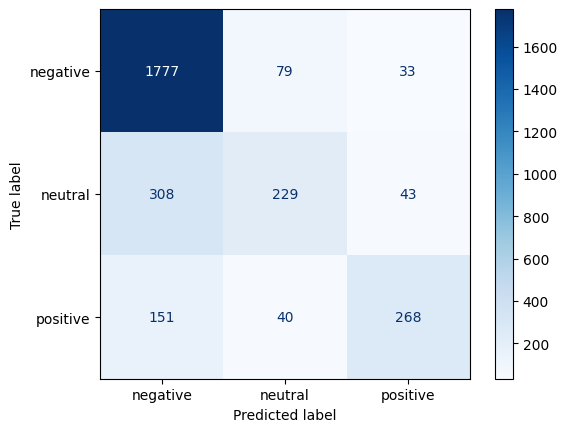 negative 1777 79 33
neutral 308 229 43
positive 151 40 268
negative neutral positive
True label
Predicted label
1600
1400
1200
1000
800
600
400
200